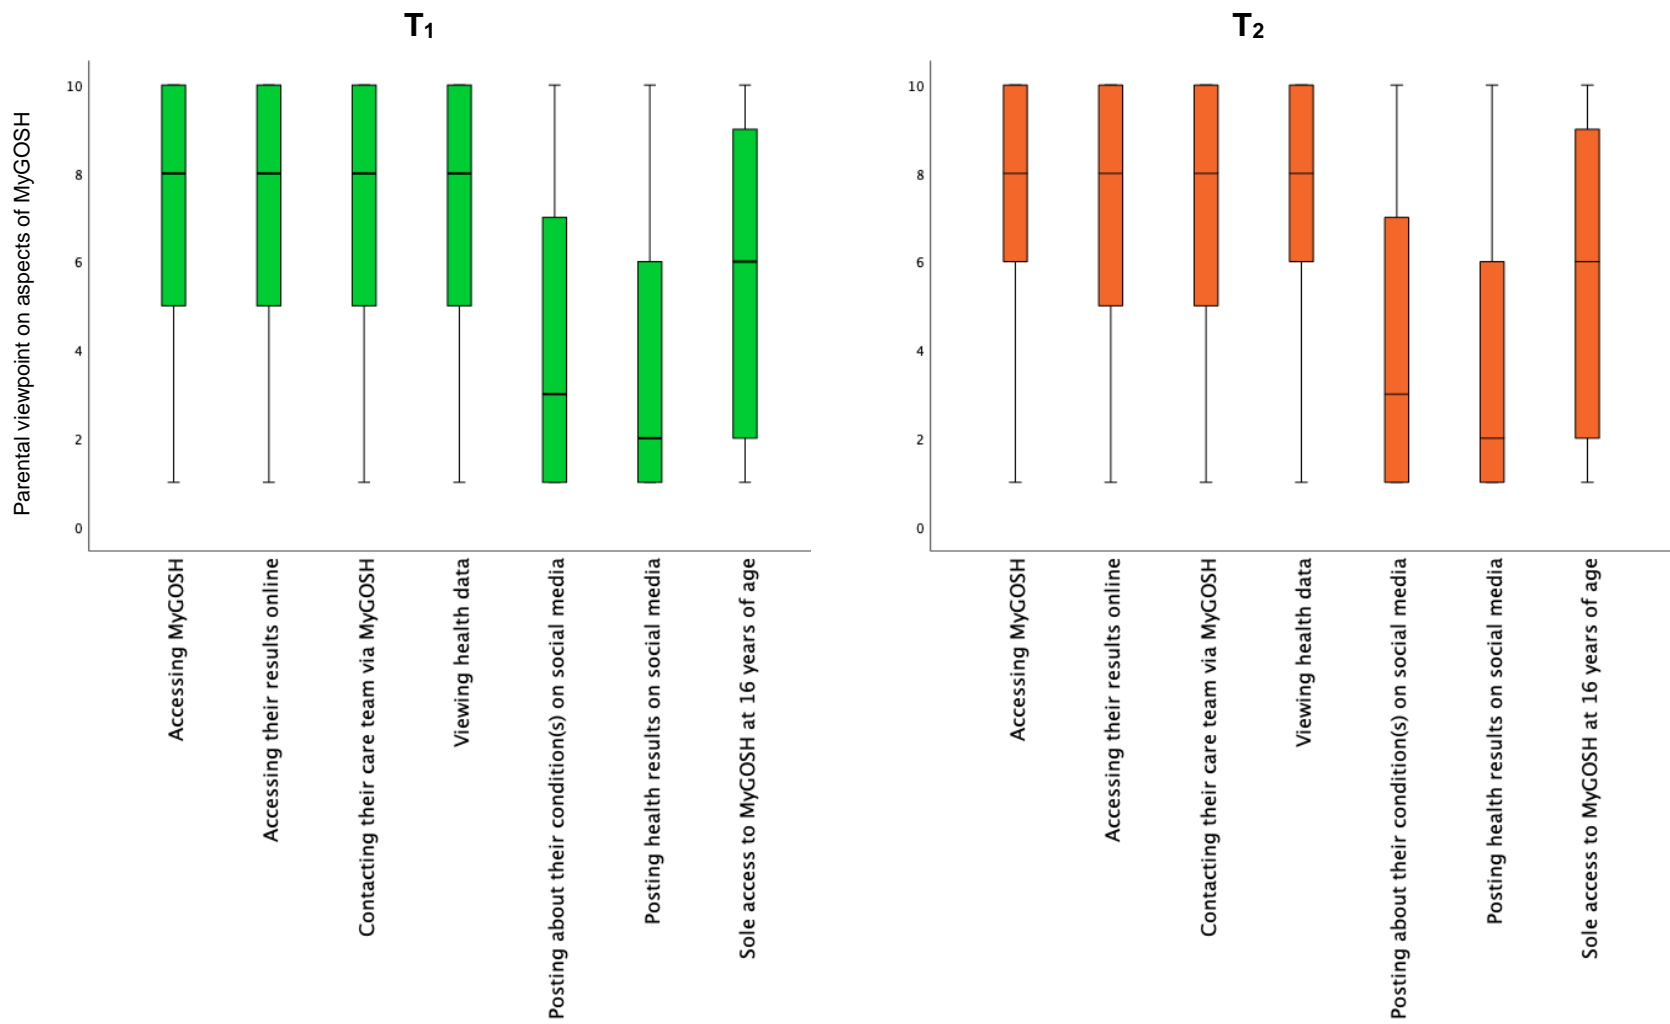 T1
T2
Parental viewpoint on aspects of MyGOSH
10
8
6
4
2
0
Accessing MyGOSH
Accessing their results online
Contacting their care team via MyGOSH
Viewing health data
Posting about their condition(s) on social media
Posting health results on social media
Sole access to MyGOSH at 16 years of age
10
8
6
4
2
0
Accessing MyGOSH
Accessing their results online
Contacting their care team via MyGOSH
Viewing health data
Posting about their condition(s) on social media
Posting health results on social media
Sole access to MyGOSH at 16 years of age